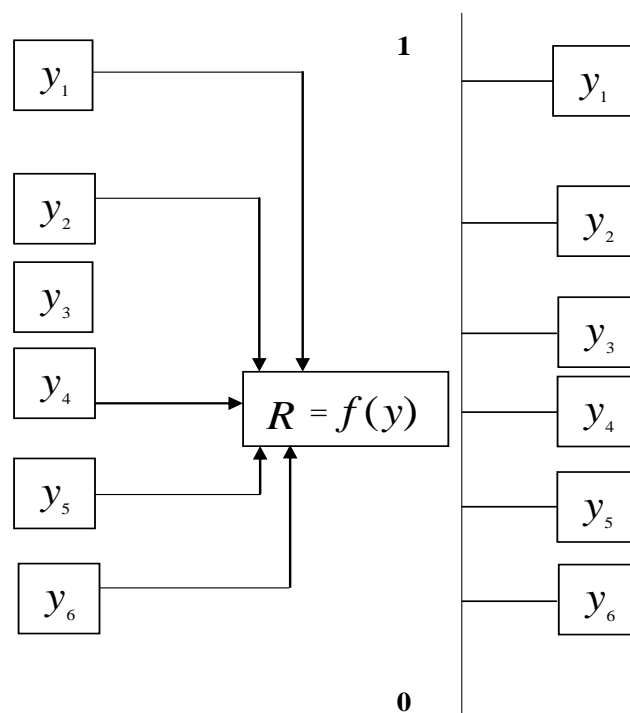 y₁
y₂
y₃
y₄
y₅
y₆
R = f(y)
1
0
y₁
y₂
y₃
y₄
y₅
y₆